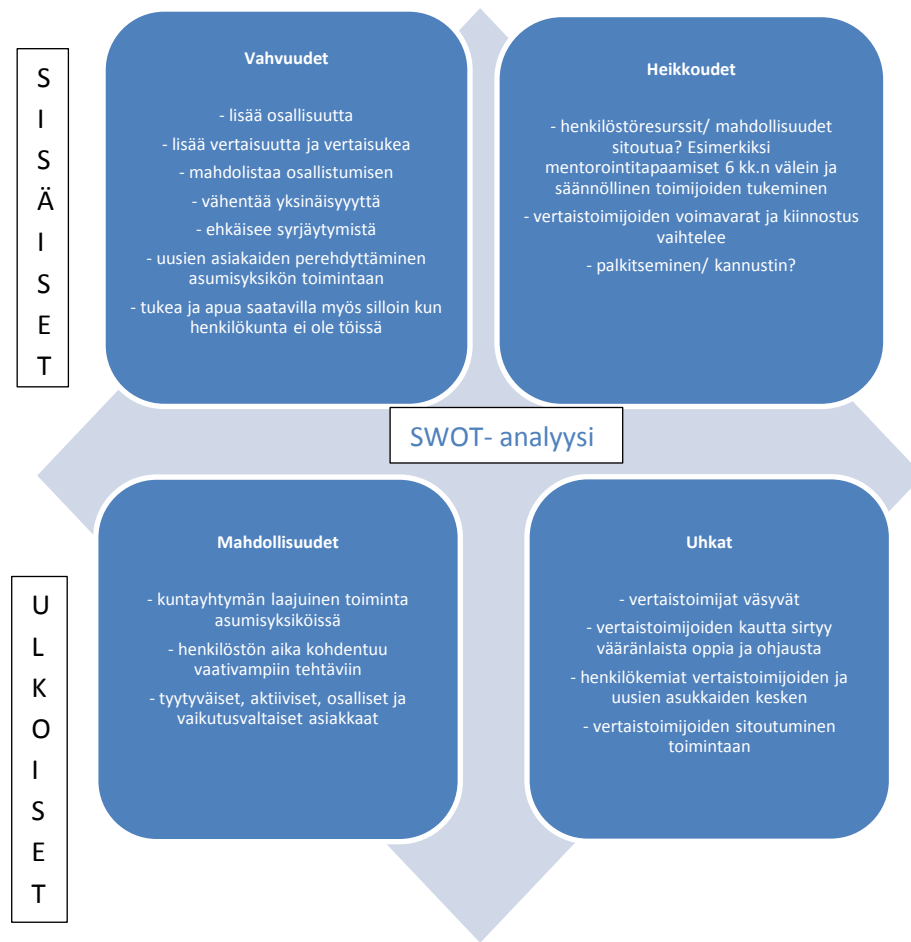 SISÄISET
Vahvuudet
- lisää osallisuutta
- lisää vertaisuutta ja vertaisukea
- mahdolistaa osallistumisen
- vähentää yksinäisyyyttä
- ehkäisee syrjäytymistä
- uusien asiakaiden perehdyttäminen
asumisyksikön toimintaan
- tukea ja apua saatavilla myös silloin kun
henkilökunta ei ole töissä
Heikkoudet
- henkilöstöresurssit/ mahdollisuudet
sitoutua? Esimerkiksi
mentorointitapaamiset 6 kk.n välein ja
säännöllinen toimijoiden tukeminen
- vertaistoimijoiden voimavarat ja kiinnostus
vaihtelee
- palkitseminen/ kannustin?
SWOT- analyysi
ULKOISET
Mahdollisuudet
- kuntayhtymän laajuinen toiminta
asumisyksiköissä
- henkilöstön aika kohdentuu
vaativampiin tehtäviin
- tyytyväiset, aktiiviset, osalliset ja
vaikutusvaltaiset asiakkaat
Uhkat
- vertaistoimijat väsyvät
- vertaistoimijoiden kautta sirtyy
vääränlaista oppia ja ohjausta
- henkilökemiat vertaistoimijoiden ja
uusien asukkaiden kesken
- vertaistoimijoiden sitoutuminen
toimintaan